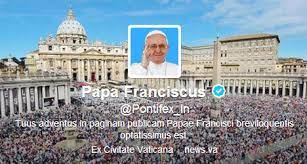 Papa Franciscus
@Pontifex_ln
Tuus adventus in paginam publicam Papae Francisci breviloquentis
optatissimus est
Ex Civitate Vaticana news.va